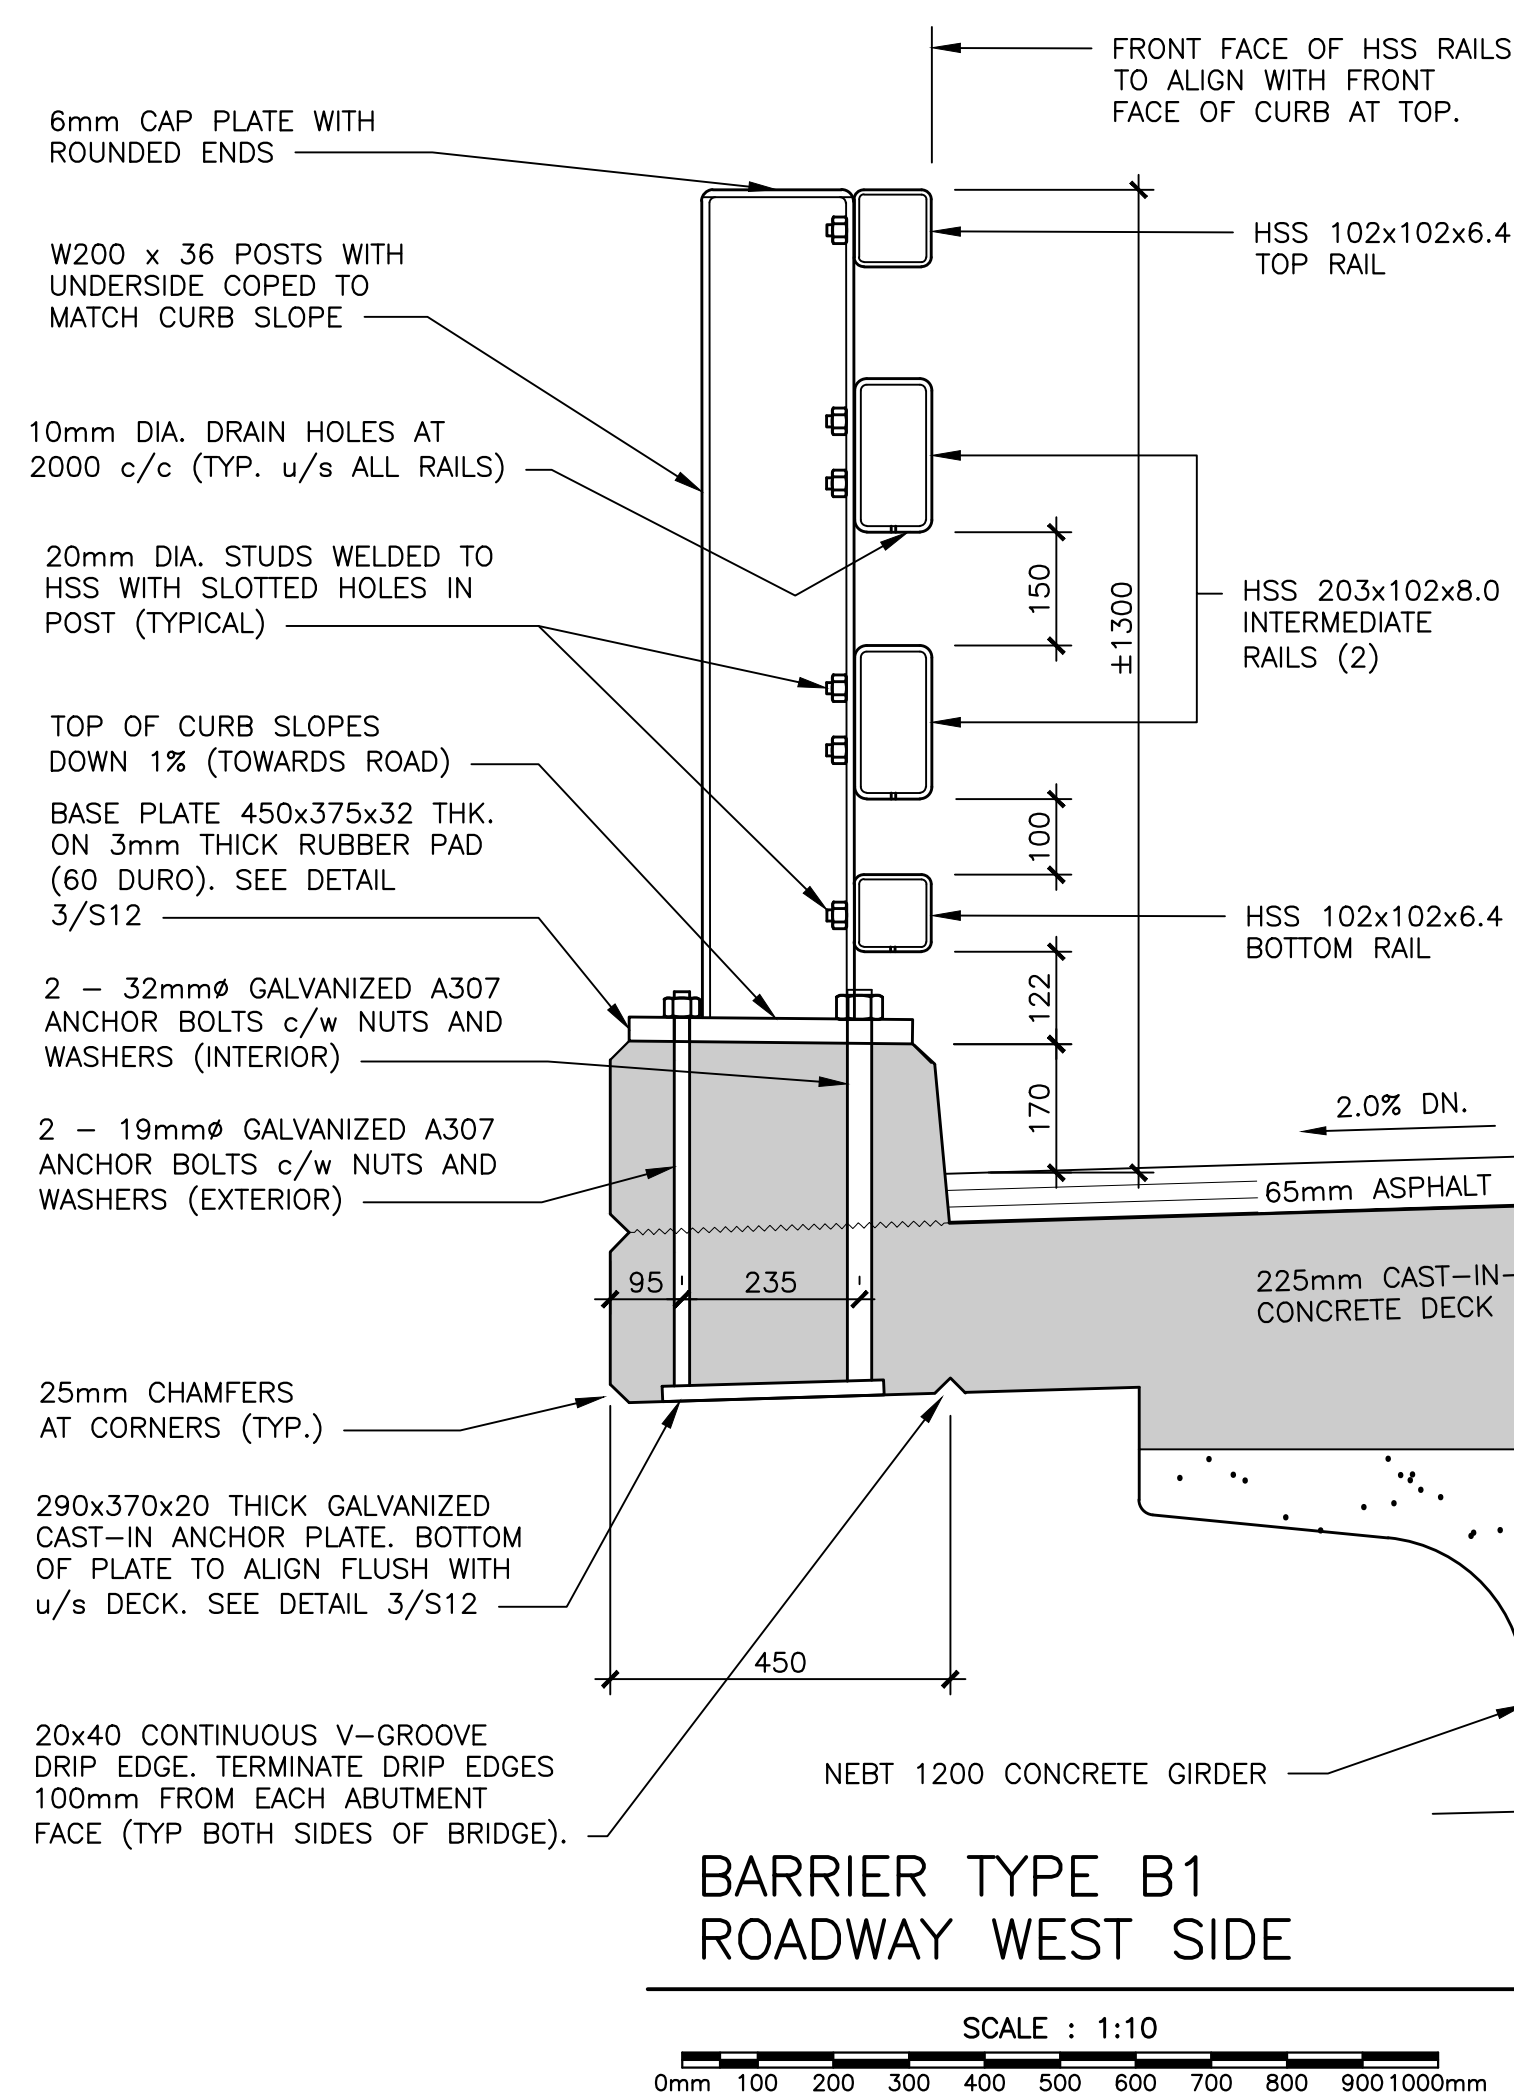 FRONT FACE OF HSS RAILS
TO ALIGN WITH FRONT
FACE OF CURB AT TOP.
6mm CAP PLATE WITH
ROUNDED ENDS
HSS 102x102x6.4
TOP RAIL
W200 x 36 POSTS WITH
UNDERSIDE COPED TO
MATCH CURB SLOPE
10mm DIA. DRAIN HOLES AT
2000 c/c (TYP. u/s ALL RAILS)
20mm DIA. STUDS WELDED TO
HSS WITH SLOTTED HOLES IN
POST (TYPICAL)
150
±1300
HSS 203x102x8.0
INTERMEDIATE
RAILS (2)
TOP OF CURB SLOPES
DOWN 1% (TOWARDS ROAD)
BASE PLATE 450x375x32 THK.
ON 3mm THICK RUBBER PAD
(60 DURO). SEE DETAIL
3/S12
100
HSS 102x102x6.4
BOTTOM RAIL
2 – 32mmø GALVANIZED A307
ANCHOR BOLTS c/w NUTS AND
WASHERS (INTERIOR)
122
170
2.0% DN.
2 – 19mmø GALVANIZED A307
ANCHOR BOLTS c/w NUTS AND
WASHERS (EXTERIOR)
65mm ASPHALT
95
235
225mm CAST–IN–
CONCRETE DECK
25mm CHAMFERS
AT CORNERS (TYP.)
290x370x20 THICK GALVANIZED
CAST–IN ANCHOR PLATE. BOTTOM
OF PLATE TO ALIGN FLUSH WITH
u/s DECK. SEE DETAIL 3/S12
450
20x40 CONTINUOUS V–GROOVE
DRIP EDGE. TERMINATE DRIP EDGES
100mm FROM EACH ABUTMENT
FACE (TYP BOTH SIDES OF BRIDGE).
NEBT 1200 CONCRETE GIRDER
BARRIER TYPE B1
ROADWAY WEST SIDE
SCALE : 1:10
0mm 100 200 300 400 500 600 700 800 900 1000mm